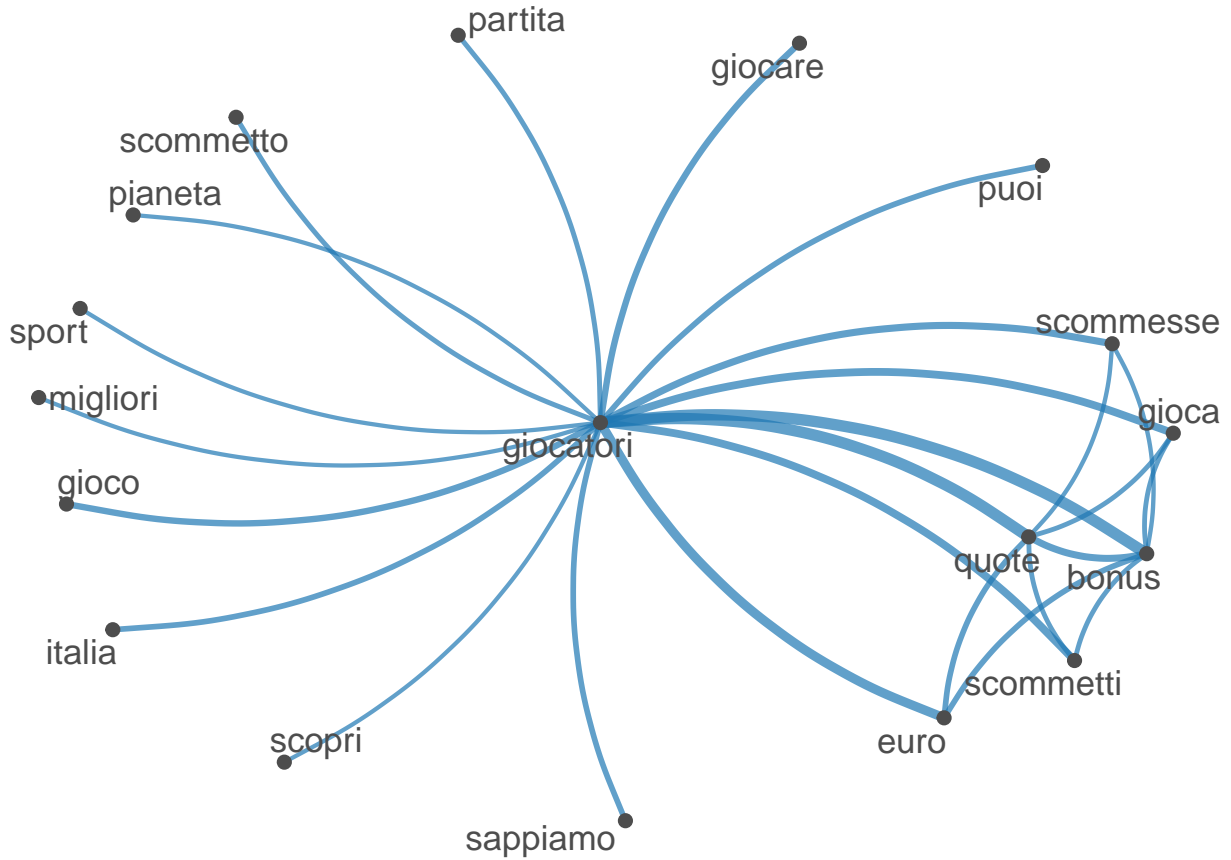 partita
giocare
scommetto
puoi
pianeta
scommesse
sport
migliori
gioca
giocatori
gioco
quote
bonus
italia
scommetti
scopri
euro
sappiamo